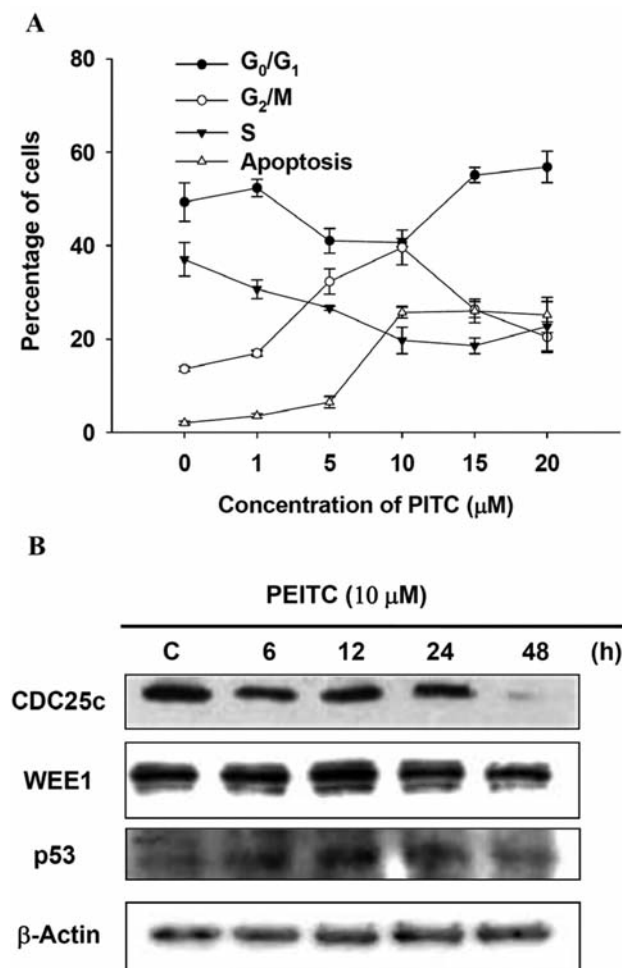 A
80
60
40
20
0
Percentage of cells
G₀/G₁
G₂/M
S
Apoptosis
0 1 5 10 15 20
Concentration of PITC (μM)
B
PEITC (10 μM)
C 6 12 24 48 (h)
CDC25c
WEE1
p53
β-Actin